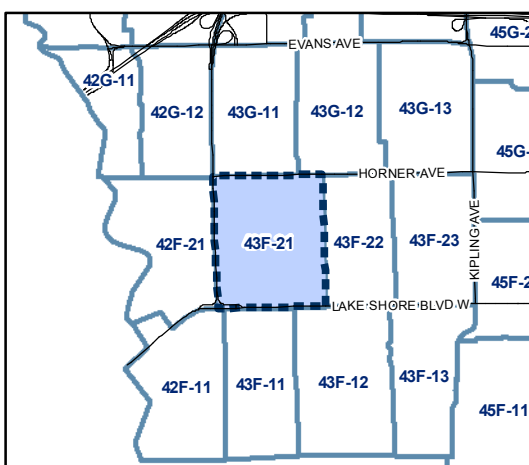 45G-2
EVANS AVE
42G-11
42G-12
43G-11
43G-12
43G-13
45G-
HORNER AVE
42F-21
43F-21
43F-22
43F-23
KIPLING AVE
45F-2
LAKE SHORE BLVD W
42F-11
43F-11
43F-12
43F-13
45F-11